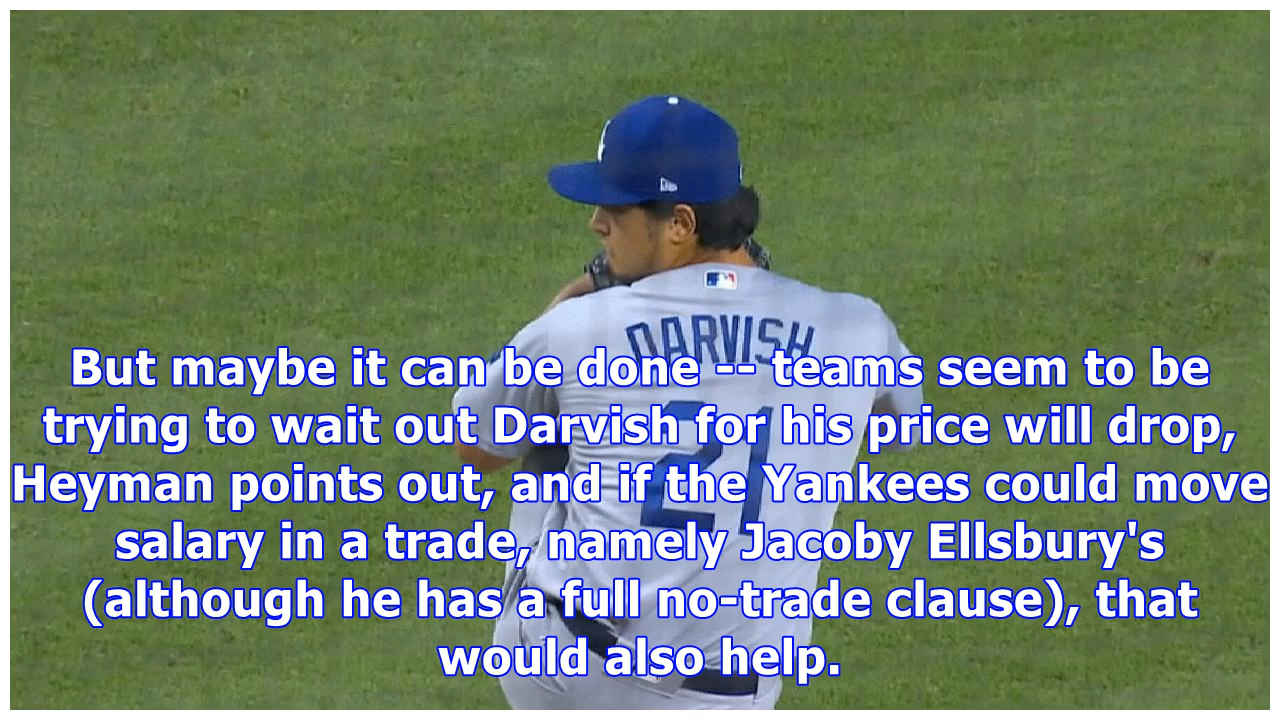 DARVISH
21
But maybe it can be done -- teams seem to be
trying to wait out Darvish for his price will drop,
Heyman points out, and if the Yankees could move
salary in a trade, namely Jacoby Ellsbury's
(although he has a full no-trade clause), that
would also help.